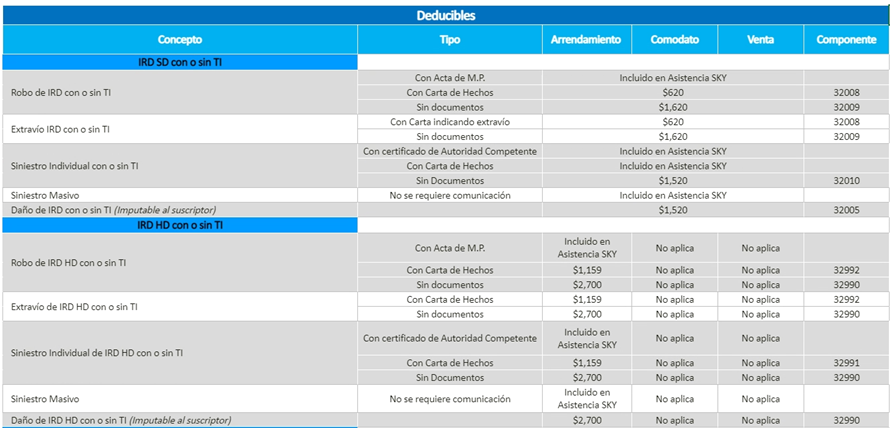 Deducibles
Concepto Tipo Arrendamiento Comodato Venta Componente
IRD SD con o sin TI
Robo de IRD con o sin TI
Con Acta de M.P. Incluido en Asistencia SKY
Con Carta de Hechos $620 32008
Sin documentos $1,620 32009
Extravío IRD con o sin TI
Con Carta indicando extravío $620 32008
Sin documentos $1,620 32009
Siniestro Individual con o sin TI
Con certificado de Autoridad Competente Incluido en Asistencia SKY
Con Carta de Hechos Incluido en Asistencia SKY
Sin Documentos $1,520 32010
Siniestro Masivo No se requiere comunicación Incluido en Asistencia SKY
Daño de IRD con o sin TI (Imputable al suscriptor) $1,520 32005
IRD HD con o sin TI
Robo de IRD HD con o sin TI
Con Acta de M.P. Incluido en Asistencia SKY No aplica No aplica
Con Carta de Hechos $1,159 No aplica No aplica 32992
Sin documentos $2,700 No aplica No aplica 32990
Extravío de IRD HD con o sin TI
Con Carta de Hechos $1,159 No aplica No aplica 32992
Sin documentos $2,700 No aplica No aplica 32990
Siniestro Individual de IRD HD con o sin TI
Con certificado de Autoridad Competente Incluido en Asistencia SKY No aplica No aplica
Con Carta de Hechos $1,159 No aplica No aplica 32991
Sin Documentos $2,700 No aplica No aplica 32990
Siniestro Masivo No se requiere comunicación Incluido en Asistencia SKY No aplica No aplica
Daño de IRD HD con o sin TI (Imputable al suscriptor) $2,700 No aplica No aplica 32990